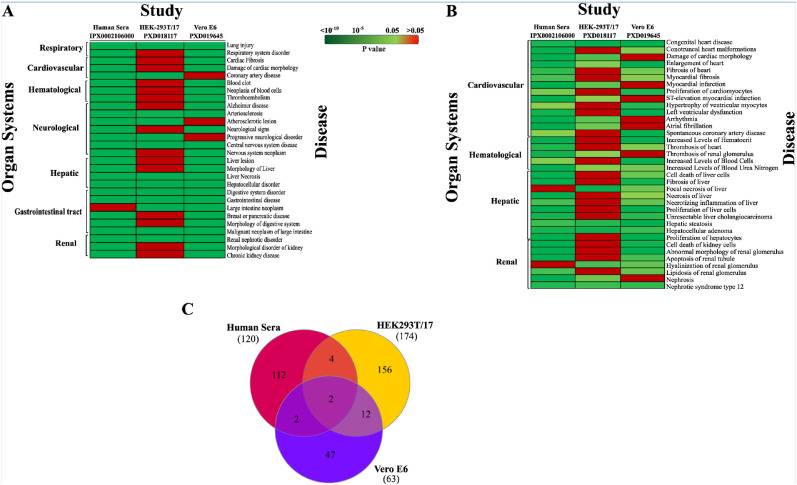 A
Study
Human Sera
IPX0002106000
HEK-293T/17
PXD018117
Vero E6
PXD019645
<10⁻¹⁰
10⁻⁵
0.05
>0.05
P value
Organ Systems
Disease
Respiratory
Cardiovascular
Hematological
Neurological
Hepatic
Gastrointestinal tract
Renal
Lung injury
Respiratory system disorder
Cardiac Fibrosis
Damage of cardiac morphology
Coronary artery disease
Blood clot
Neoplasia of blood cells
Thromboembolism
Alzheimer disease
Arteriosclerosis
Atherosclerotic lesion
Neurological signs
Progressive neurological disorder
Central nervous system disease
Nervous system neoplasm
Liver lesion
Morphology of Liver
Liver Necrosis
Hepatocellular disorder
Digestive system disorder
Gastrointestinal disease
Large intestine neoplasm
Breast or pancreatic disease
Morphology of digestive system
Malignant neoplasm of large intestine
Renal nephrotic disorder
Morphological disorder of kidney
Chronic kidney disease
B
Study
Human Sera
IPX0002106000
HEK-293T/17
PXD018117
Vero E6
PXD019645
Organ Systems
Disease
Cardiovascular
Hematological
Hepatic
Renal
Congenital heart disease
Conotruncal heart malformations
Damage of cardiac morphology
Enlargement of heart
Fibrosis of heart
Myocardial fibrosis
Myocardial infarction
Proliferation of cardiomyocytes
ST-elevation myocardial infarction
Hypertrophy of ventricular myocytes
Left ventricular dysfunction
Arrhythmia
Atrial fibrillation
Spontaneous coronary artery disease
Increased Levels of Hematocrit
Thrombosis of heart
Thrombosis of renal glomerulus
Increased Levels of Blood Cells
Increased Levels of Blood Urea Nitrogen
Cell death of liver cells
Fibrosis of liver
Focal necrosis of liver
Necrosis of liver
Necrotizing inflammation of liver
Proliferation of liver cells
Unresectable liver cholangiocarcinoma
Hepatic steatosis
Hepatocellular adenoma
Proliferation of hepatocytes
Cell death of kidney cells
Abnormal morphology of renal glomerulus
Apoptosis of renal tubule
Hyalinization of renal glomerulus
Lipidosis of renal glomerulus
Nephrosis
Nephrotic syndrome type 12
C
Human Sera
(120)
HEK293T/17
(174)
112
4
156
2
2
12
47
Vero E6
(63)